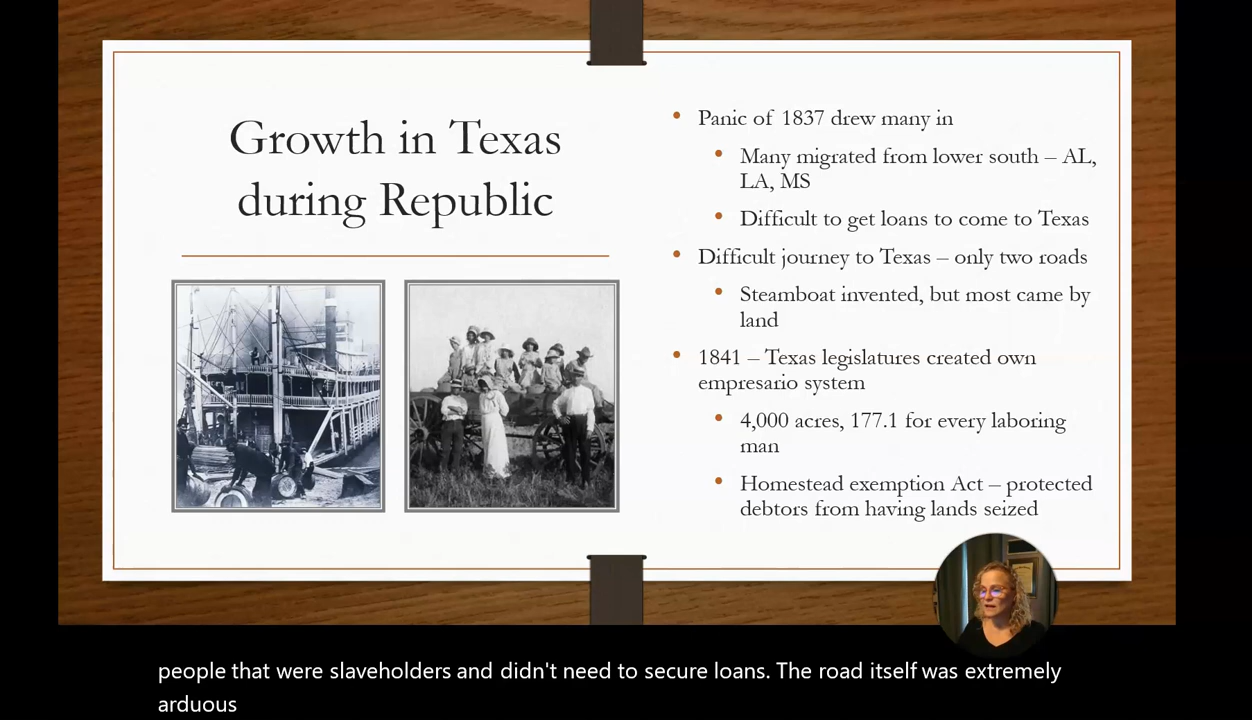 Growth in Texas
during Republic
• Panic of 1837 drew many in
• Many migrated from lower south – AL,
LA, MS
• Difficult to get loans to come to Texas
• Difficult journey to Texas – only two roads
• Steamboat invented, but most came by
land
• 1841 – Texas legislatures created own
empresario system
• 4,000 acres, 177.1 for every laboring
man
• Homestead exemption Act – protected
debtors from having lands seized
people that were slaveholders and didn't need to secure loans. The road itself was extremely
arduous